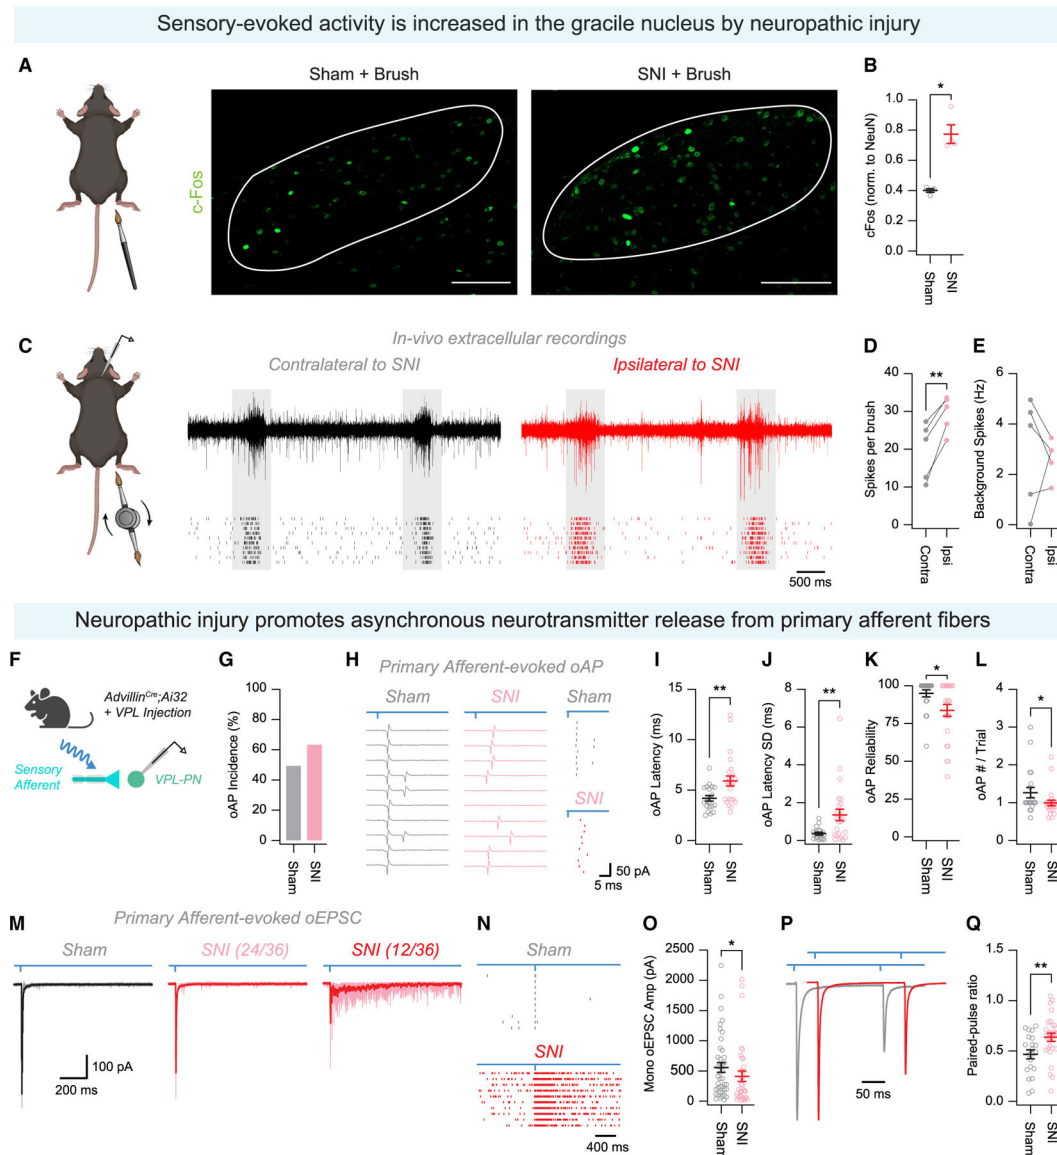 Sensory-evoked activity is increased in the gracile nucleus by neuropathic injury
A
Sham + Brush
SNI + Brush
c-Fos
B
*
cFos (norm. to NeuN)
1.0
0.8
0.6
0.4
0.2
0.0
Sham
SNI
C
In-vivo extracellular recordings
Contralateral to SNI
Ipsilateral to SNI
500 ms
D
**
Spikes per brush
40
30
20
10
0
Contra
Ipsi
E
Background Spikes (Hz)
6
4
2
0
Contra
Ipsi
Neuropathic injury promotes asynchronous neurotransmitter release from primary afferent fibers
F
AdvillinCre;Ai32
+ VPL Injection
Sensory
Afferent
VPL-PN
G
oAP Incidence (%)
100
80
60
40
20
0
Sham
SNI
H
Primary Afferent-evoked oAP
Sham
SNI
Sham
SNI
50 pA
5 ms
I
**
oAP Latency (ms)
15
10
5
0
Sham
SNI
J
**
oAP Latency SD (ms)
8
6
4
2
0
Sham
SNI
K
*
oAP Reliability
100
75
50
25
0
Sham
SNI
L
*
oAP # / Trial
4
3
2
1
0
Sham
SNI
M
Primary Afferent-evoked oEPSC
Sham
SNI (24/36)
SNI (12/36)
100 pA
200 ms
N
Sham
SNI
400 ms
O
*
Mono oEPSC Amp (pA)
2500
2000
1500
1000
500
0
Sham
SNI
P
50 ms
Q
**
Paired-pulse ratio
1.5
1.0
0.5
0.0
Sham
SNI